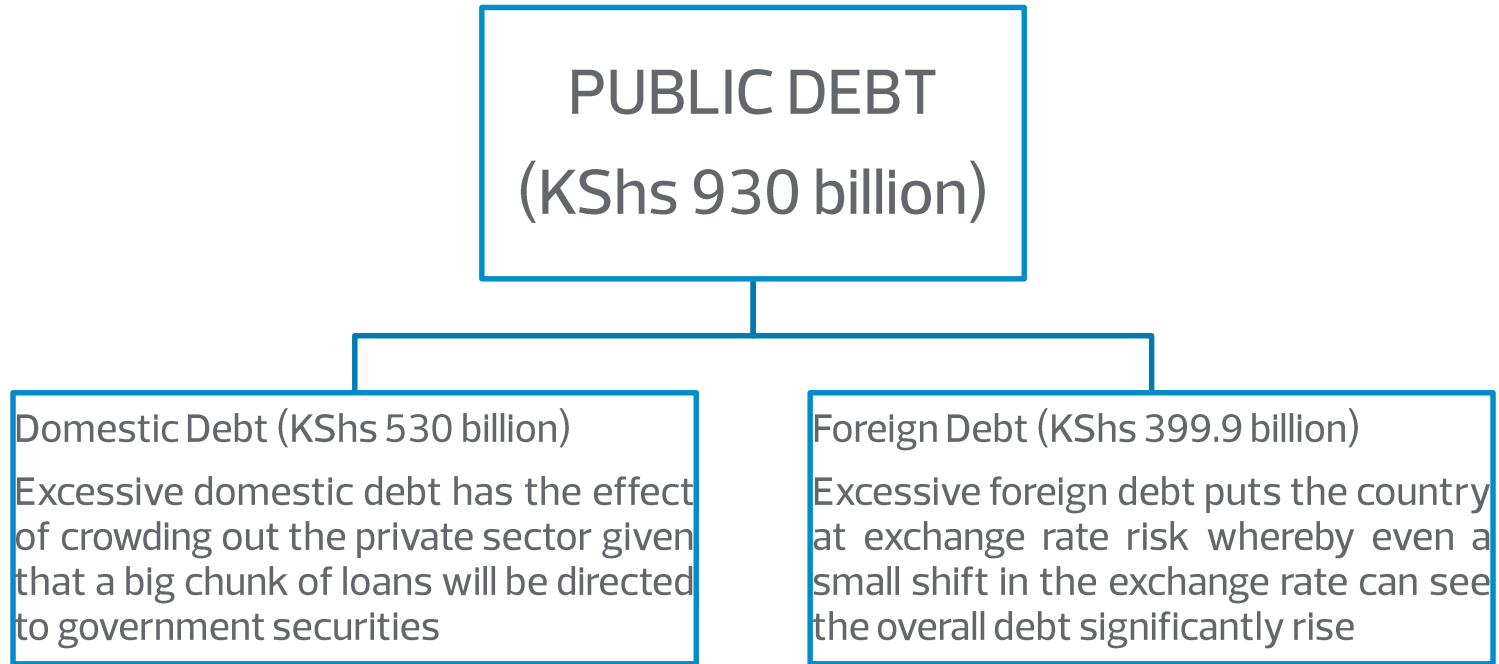 PUBLIC DEBT
(KShs 930 billion)
Domestic Debt (KShs 530 billion)
Excessive domestic debt has the effect
of crowding out the private sector given
that a big chunk of loans will be directed
to government securities
Foreign Debt (KShs 399.9 billion)
Excessive foreign debt puts the country
at exchange rate risk whereby even a
small shift in the exchange rate can see
the overall debt significantly rise